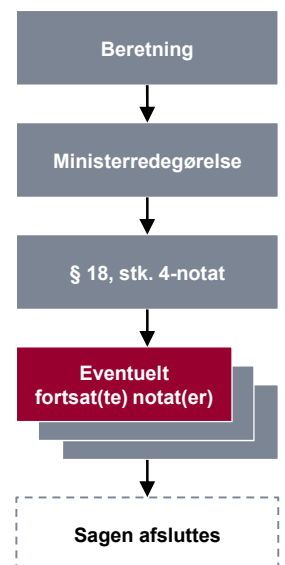 Beretning
Ministerredegørelse
§ 18, stk. 4-notat
Eventuelt
fortsat(te) notat(er)
Sagen afsluttes